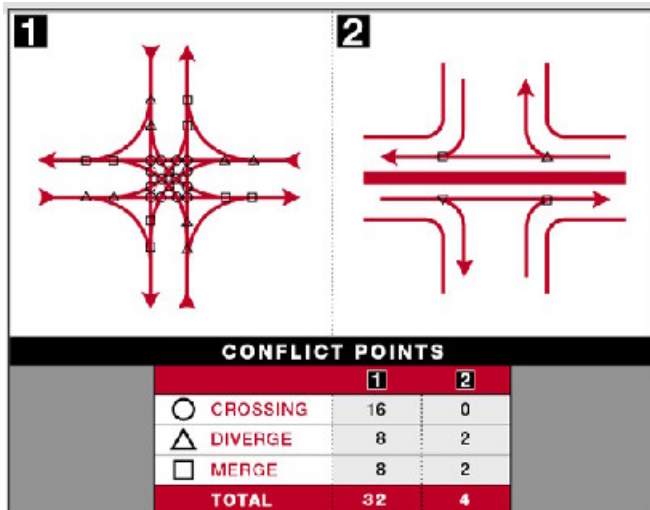 1 2
CONFLICT POINTS
1 2
CROSSING 16 0
DIVERGE 8 2
MERGE 8 2
TOTAL 32 4